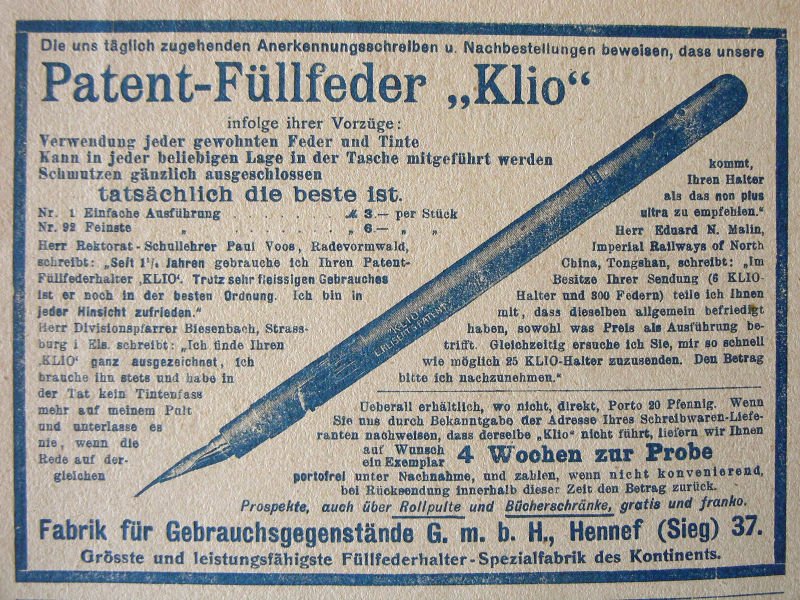 Die uns täglich zugehenden Anerkennungsschreiben u. Nachbestellungen beweisen, dass unsere
Patent-Füllfeder „Klio“
infolge ihrer Vorzüge:
Verwendung jeder gewohnten Feder und Tinte
Kann in jeder beliebigen Lage in der Tasche mitgeführt werden
Schmutzen gänzlich ausgeschlossen
tatsächlich die beste ist.
Nr. 1 Einfache Ausführung . . . . . . . ℳ 3.— per Stück
Nr. 92 Feinste „ . . . . . . . „ 6.— „ „
Herr Rektorat-Schullehrer Paul Voos, Radevormwald,
schreibt: „Seit 1½ Jahren gebrauche ich Ihren Patent-
Füllfederhalter ‚KLIO‘. Trutz sehr fleissigen Gebrauches
ist er noch in der besten Ordnung. Ich bin in
jeder Hinsicht zufrieden.“
Herr Divisionspfarrer Biesenbach, Strass-
burg i Els. schreibt: „Ich finde Ihren
‚KLIO‘ ganz ausgezeichnet, ich
brauche ihn stets und habe in
der Tat kein Tintenfass
mehr auf meinem Pult
und unterlasse es
nie, wenn die
Rede auf der-
gleichen
kommt,
Ihren Halter
als das non plus
ultra zu empfehlen.“
Herr Eduard N. Malin,
Imperial Railways of North
China, Tongshan, schreibt: „Im
Besitze Ihrer Sendung (6 KLIO-
Halter und 300 Federn) teile ich Ihnen
mit, dass dieselben allgemein befriedigt
haben, sowohl was Preis als Ausführung be-
trifft. Gleichzeitig ersuche ich Sie, mir so schnell
wie möglich 25 KLIO-Halter zuzusenden. Den Betrag
bitte ich nachzunehmen.“
KLIO
Ueberall erhältlich, wo nicht, direkt, Porto 20 Pfennig. Wenn
Sie uns durch Bekanntgabe der Adresse Ihres Schreibwaren-Liefe-
ranten nachweisen, dass derselbe „Klio“ nicht führt, liefern wir Ihnen
auf Wunsch ein Exemplar 4 Wochen zur Probe
portofrei unter Nachnahme, und zahlen, wenn nicht konvenierend,
bei Rücksendung innerhalb dieser Zeit den Betrag zurück.
Prospekte, auch über Rollpulte und Bücherschränke, gratis und franko.
Fabrik für Gebrauchsgegenstände G. m. b. H., Hennef (Sieg) 37.
Grösste und leistungsfähigste Füllfederhalter-Spezialfabrik des Kontinents.